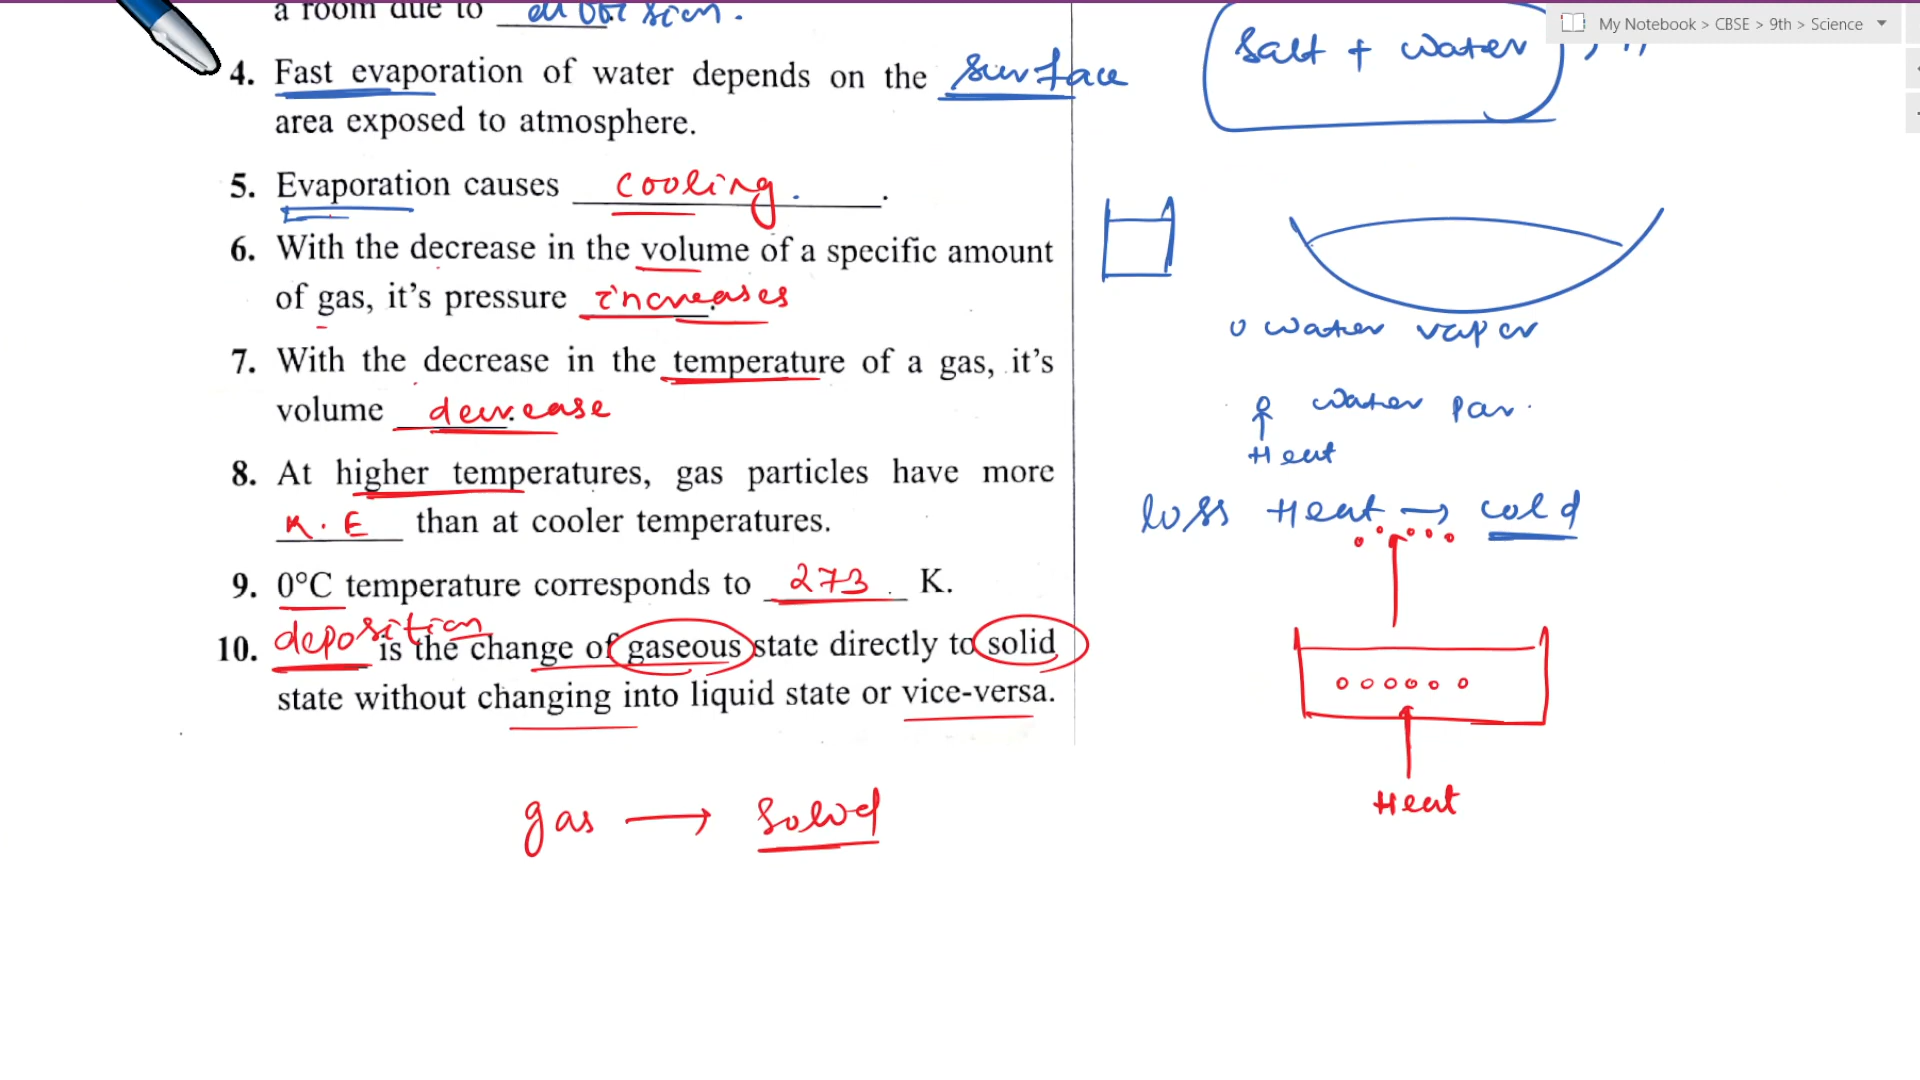 a room due to
My Notebook > CBSE > 9th > Science
salt + water
4. Fast evaporation of water depends on the surface
area exposed to atmosphere.
5. Evaporation causes cooling.
6. With the decrease in the volume of a specific amount
of gas, it's pressure increases
7. With the decrease in the temperature of a gas, it's
volume decrease
8. At higher temperatures, gas particles have more
K.E than at cooler temperatures.
9. 0°C temperature corresponds to 273 K.
10. deposition is the change of gaseous state directly to solid
state without changing into liquid state or vice-versa.
gas → solid
water vapor
water par.
Heat
loss Heat → cold
Heat